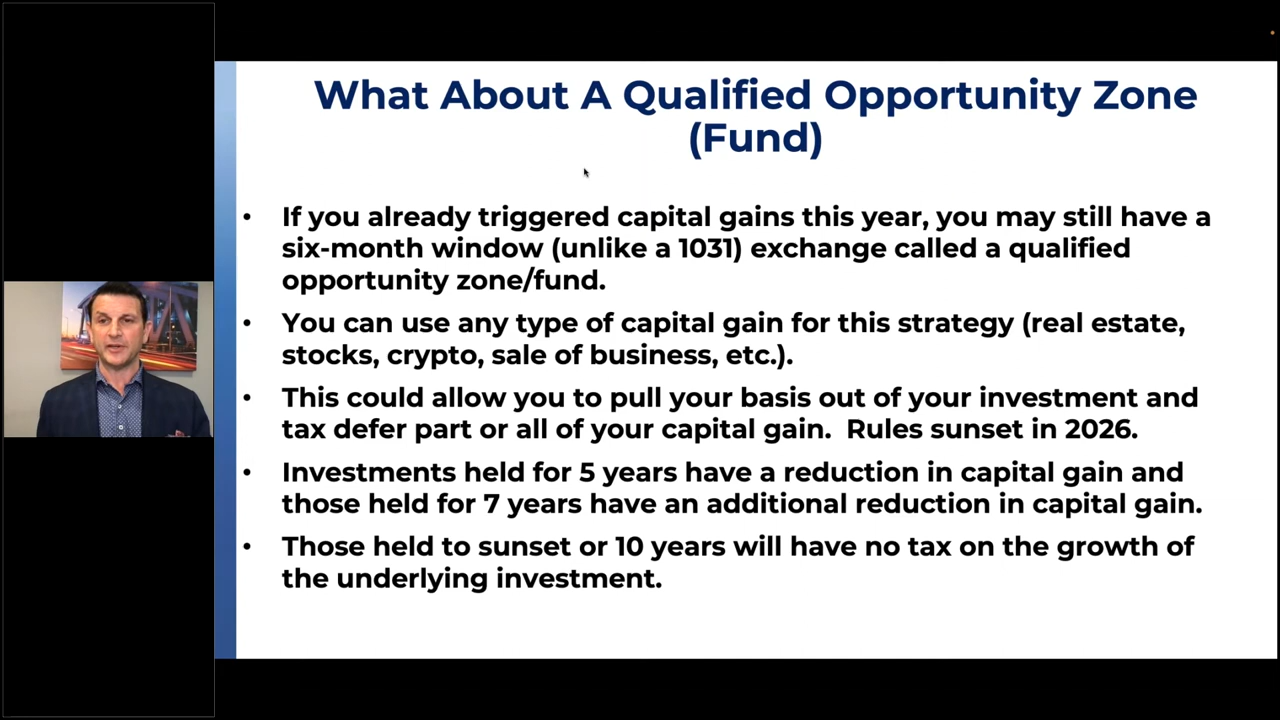 What About A Qualified Opportunity Zone
(Fund)
• If you already triggered capital gains this year, you may still have a
six-month window (unlike a 1031) exchange called a qualified
opportunity zone/fund.
• You can use any type of capital gain for this strategy (real estate,
stocks, crypto, sale of business, etc.).
• This could allow you to pull your basis out of your investment and
tax defer part or all of your capital gain.  Rules sunset in 2026.
• Investments held for 5 years have a reduction in capital gain and
those held for 7 years have an additional reduction in capital gain.
• Those held to sunset or 10 years will have no tax on the growth of
the underlying investment.